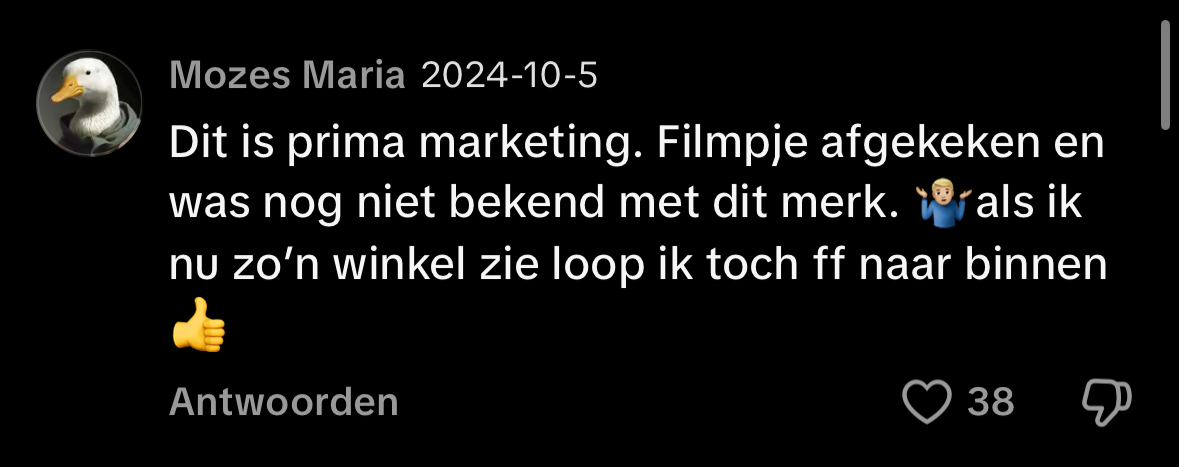 Mozes Maria 2024-10-5
Dit is prima marketing. Filmpje afgekeken en
was nog niet bekend met dit merk. 🤷🏼‍♂️als ik
nu zo’n winkel zie loop ik toch ff naar binnen
👍
Antwoorden 38